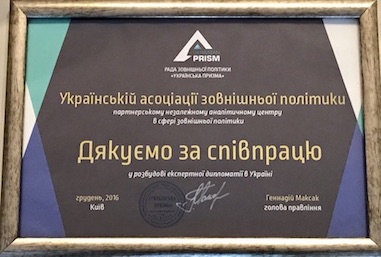 PRISM
РАДА ЗОВНІШНЬОЇ ПОЛІТИКИ
«УКРАЇНСЬКА ПРИЗМА»
Українській асоціації зовнішньої політики
партнерському незалежному аналітичному центру
в сфері зовнішньої політики
Дякуємо за співпрацю
у розбудові експертної дипломатії в Україні
грудень, 2016
Київ
Геннадій Максак
голова правління